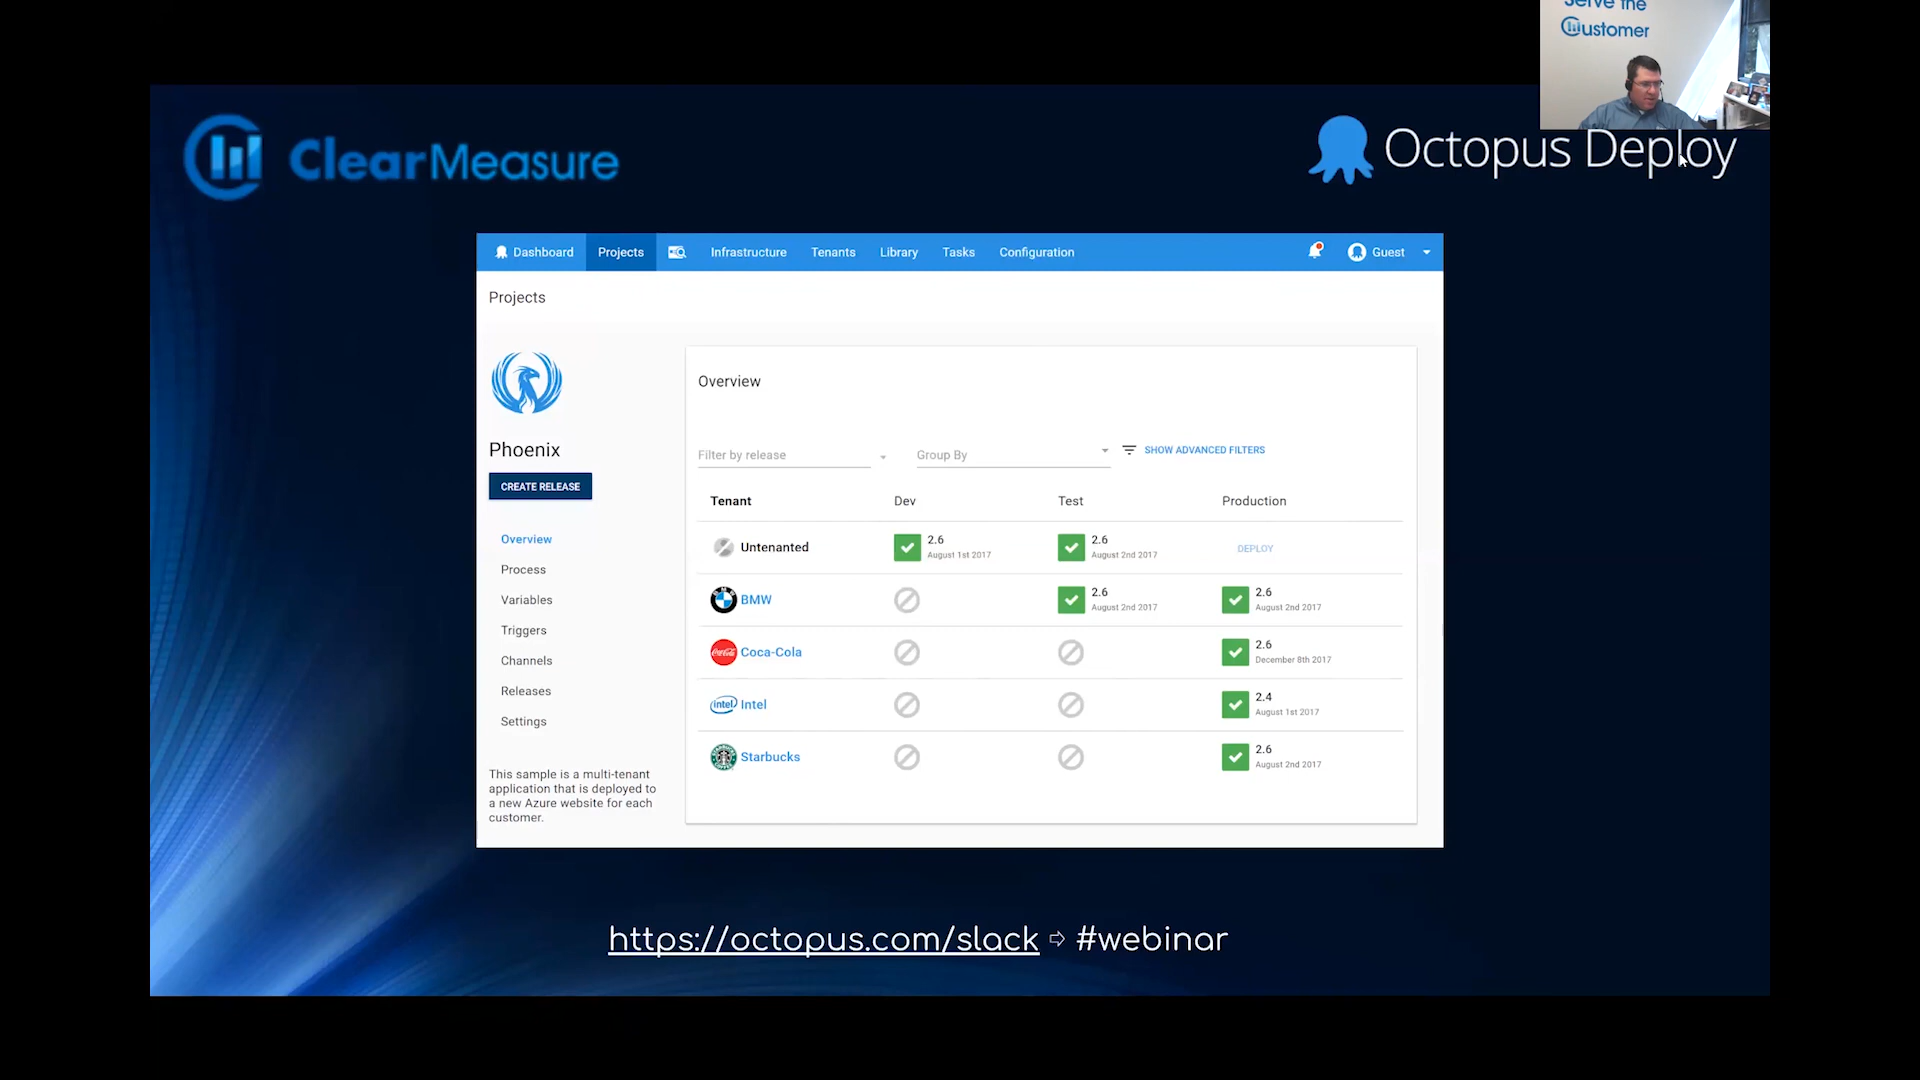 Serve the
Customer
ClearMeasure
Octopus Deploy
Dashboard
Projects
Infrastructure
Tenants
Library
Tasks
Configuration
Guest
Projects
Phoenix
CREATE RELEASE
Overview
Process
Variables
Triggers
Channels
Releases
Settings
This sample is a multi-tenant
application that is deployed to
a new Azure website for each
customer.
Overview
Filter by release
Group By
SHOW ADVANCED FILTERS
Tenant Dev Test Production
Untenanted 2.6 2.6 DEPLOY
August 1st 2017 August 2nd 2017
BMW 2.6 2.6
August 2nd 2017 August 2nd 2017
Coca-Cola 2.6
December 8th 2017
intel Intel 2.4
August 1st 2017
Starbucks 2.6
August 2nd 2017
https://octopus.com/slack ⇨ #webinar